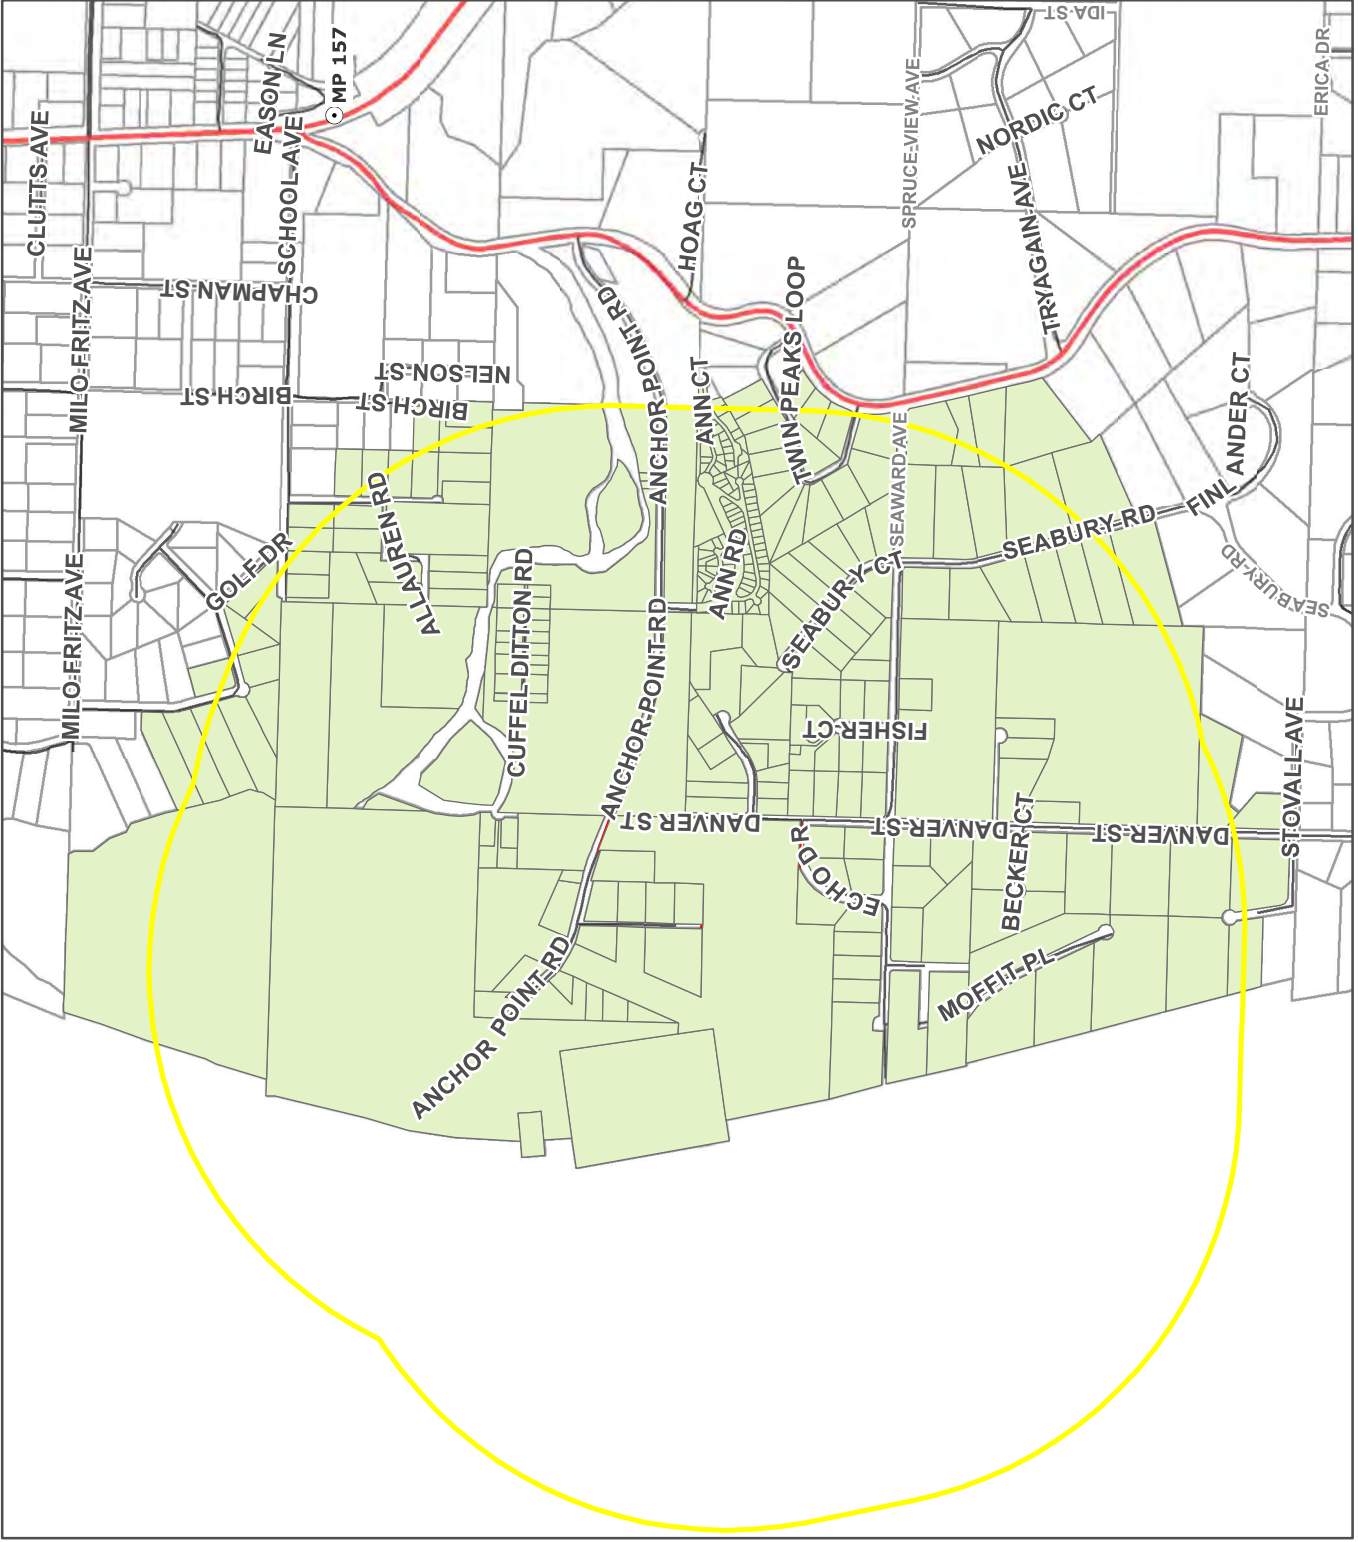 IDA ST
EASON LN
MP 157
ERICA DR
CLUTTS AVE
SPRUCE VIEW AVE
NORDIC CT
SCHOOL AVE
HOAG CT
TRYAGAIN AVE
CHAPMAN ST
MILO FRITZ AVE
ANCHOR POINT RD
TWIN PEAKS LOOP
NELSON ST
BIRCH ST
BIRCH ST
ANN CT
ANDER CT
FINL
ANCHOR POINT RD
SEAWARD AVE
ALLAUREN RD
GOLF DR
SEABURY RD
SEABURY RD
MILO FRITZ AVE
CUFFEL DITTON RD
ANN RD
SEABURY CT
ANCHOR POINT RD
FISHER CT
STOVALL AVE
DANVER ST
DANVER ST
DANVER ST
ECHO DR
BECKER CT
ANCHOR POINT RD
MOFFIT PL